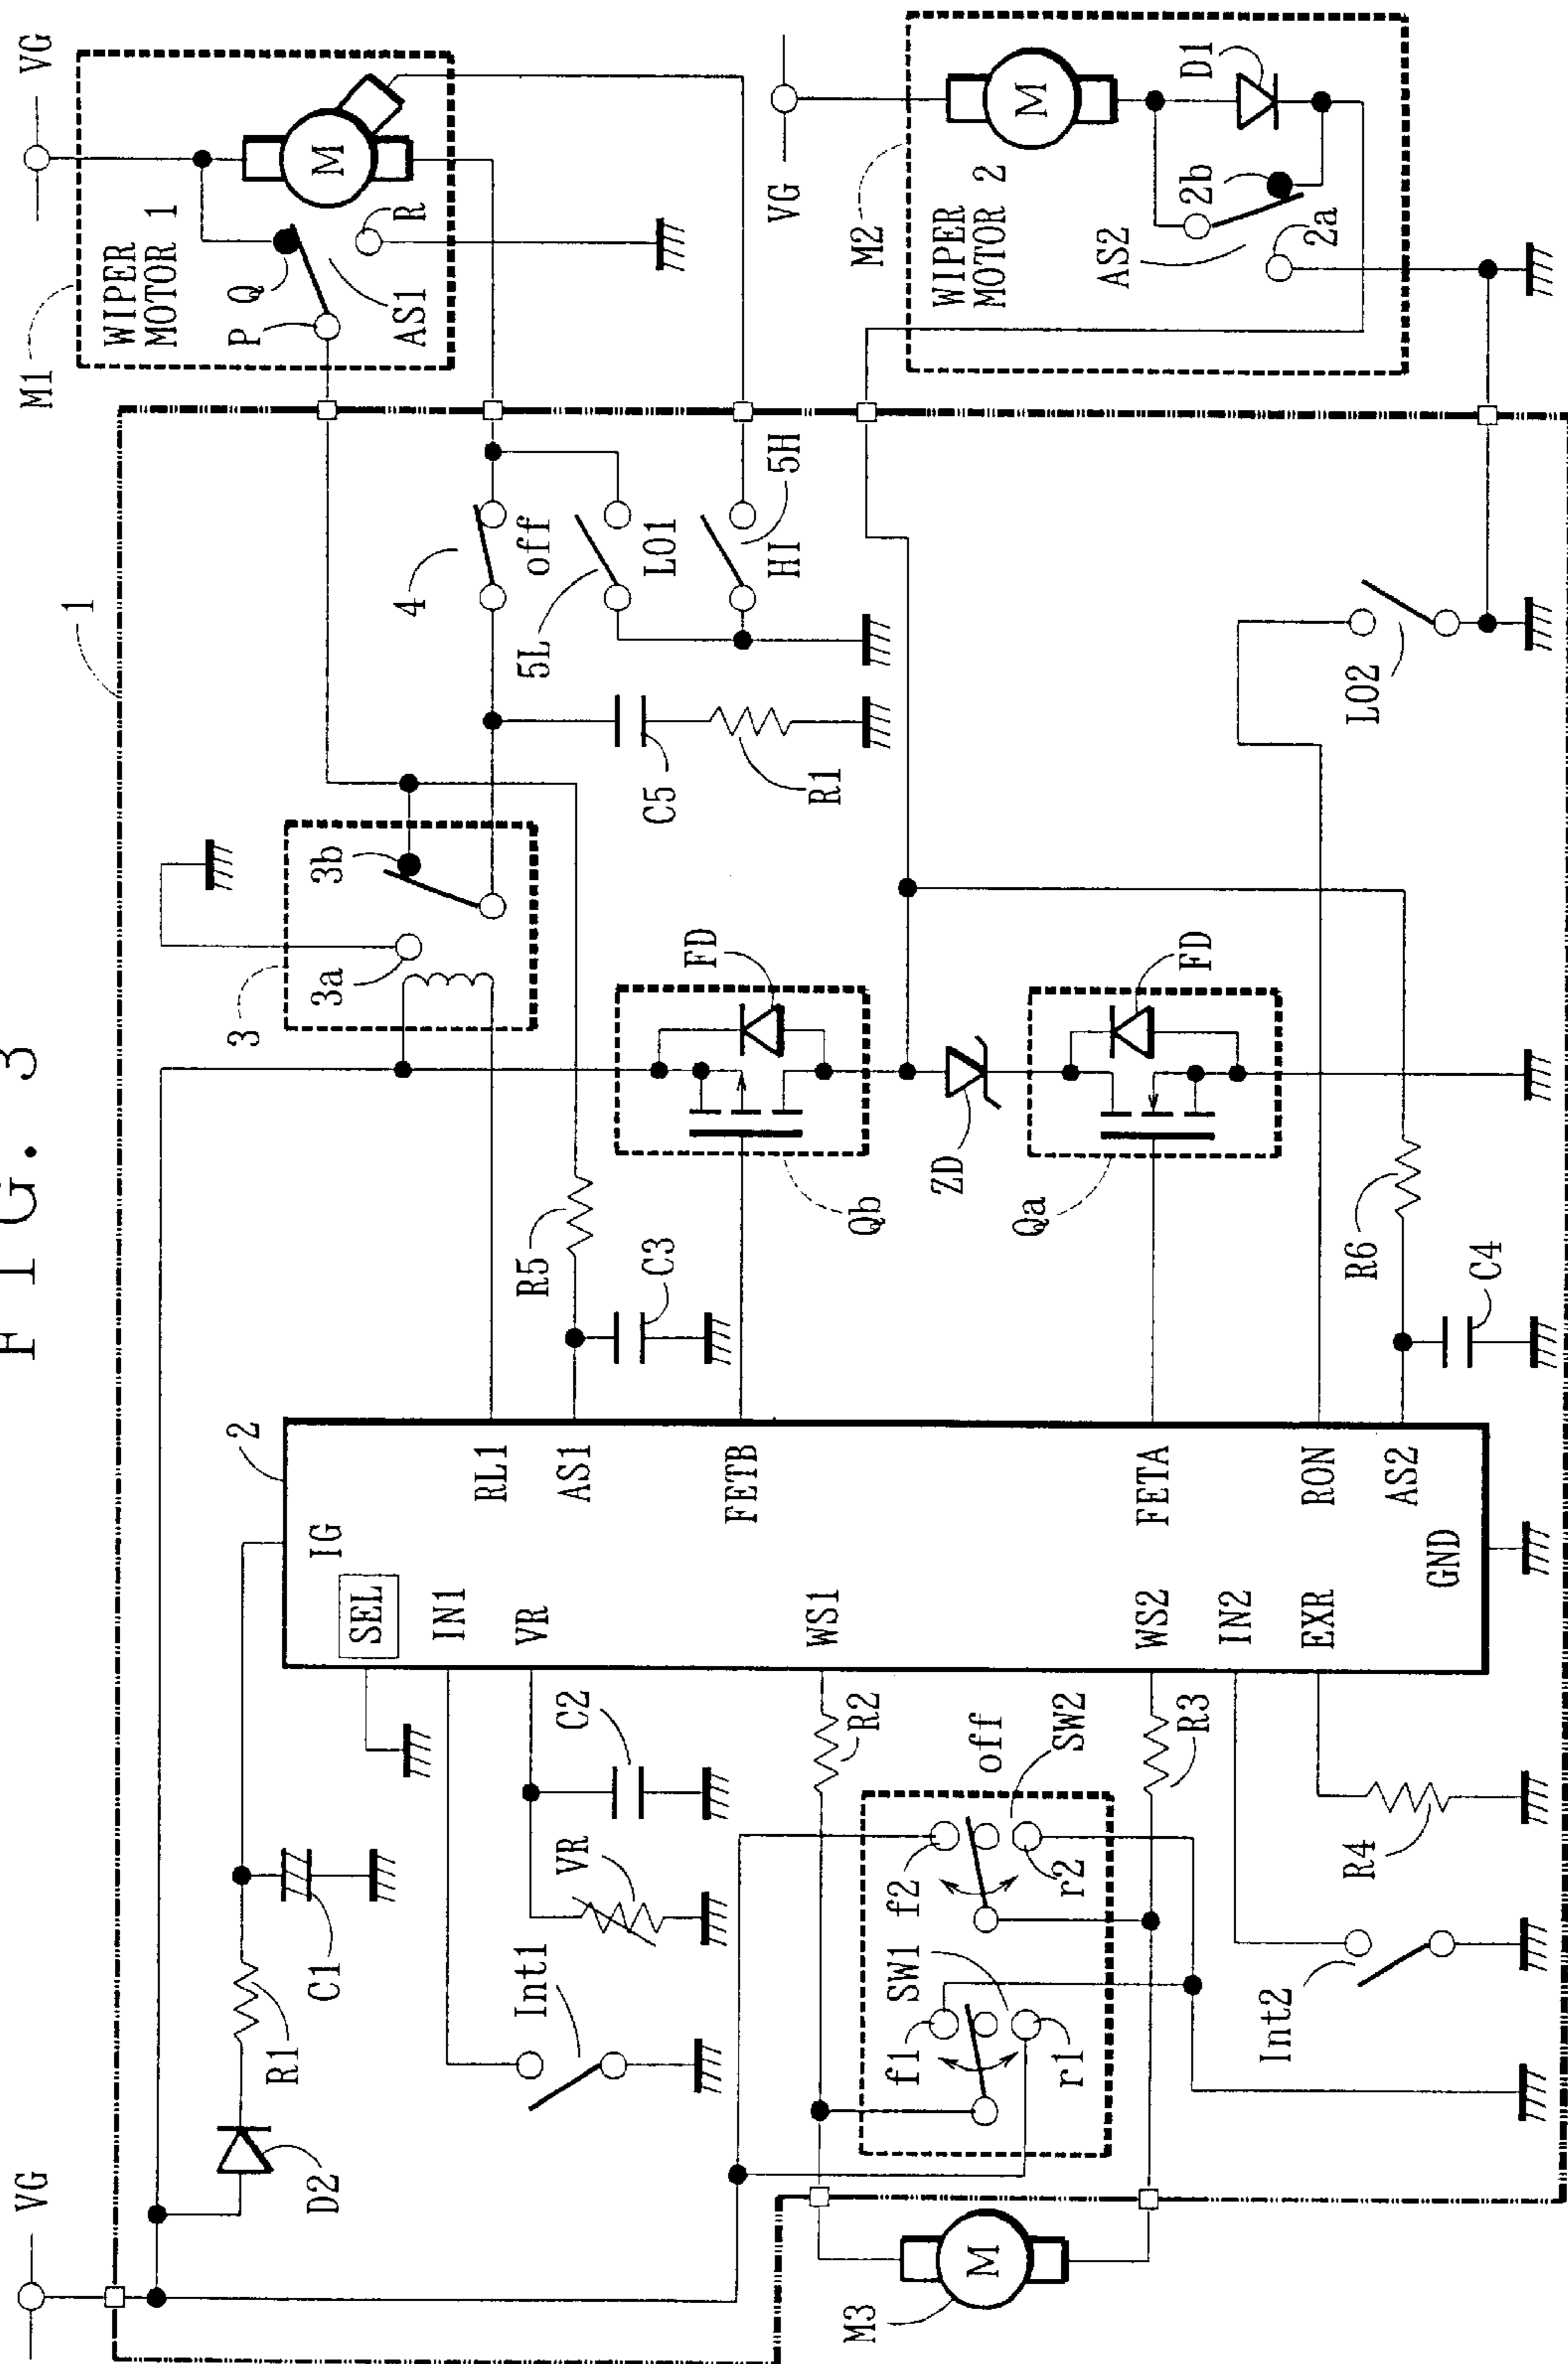 FIG. 3
VG
1
M1
VG
WIPER
MOTOR 1
P
Q
R
AS1
M
2
D2
R1
C1
IG
SEL
IN1
VR
WS1
WS2
IN2
EXR
GND
RL1
AS1
FETB
FETA
RON
AS2
Int1
VR
C2
R2
f1
SW1
r1
f2
off
SW2
r2
R3
Int2
R4
M3
M
3
3a
3b
4
off
5L
LO1
5H
HI
C5
R1
R5
C3
Qb
FD
ZD
Qa
FD
R6
C4
LO2
VG
M2
WIPER
MOTOR 2
M
D1
AS2
2b
2a